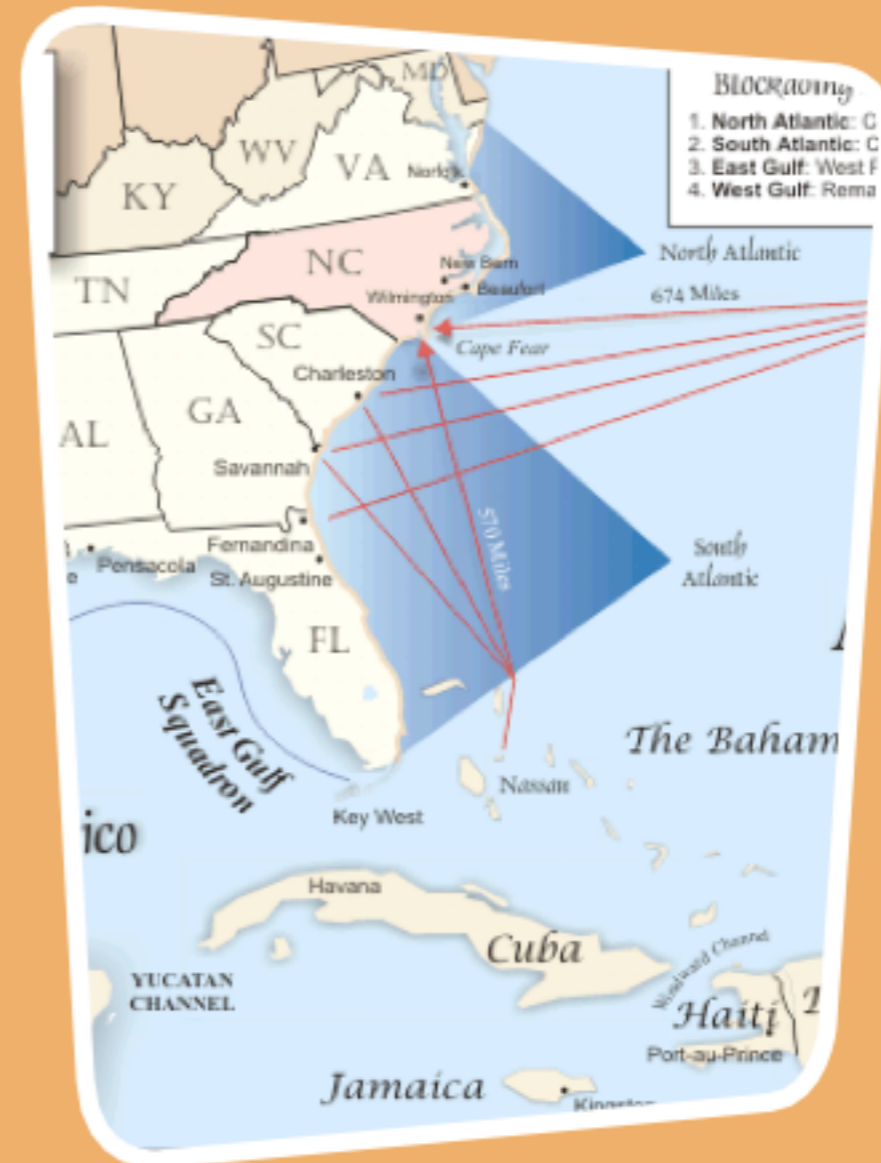 MD
Blockading
1. North Atlantic: C
2. South Atlantic: C
3. East Gulf: West F
4. West Gulf: Rema
WV
VA
Norfolk
KY
North Atlantic
NC
New Bern
TN
Beaufort
674 Miles
Wilmington
SC
Cape Fear
Charleston
GA
AL
Savannah
570 Miles
Fernandina
South
Atlantic
Pensacola
e
St. Augustine
FL
East Gulf
Squadron
The Baham
Nassau
Key West
ico
Havana
Cuba
Windward Channel
YUCATAN
CHANNEL
Haiti
Port-au-Prince
Jamaica
Kingston